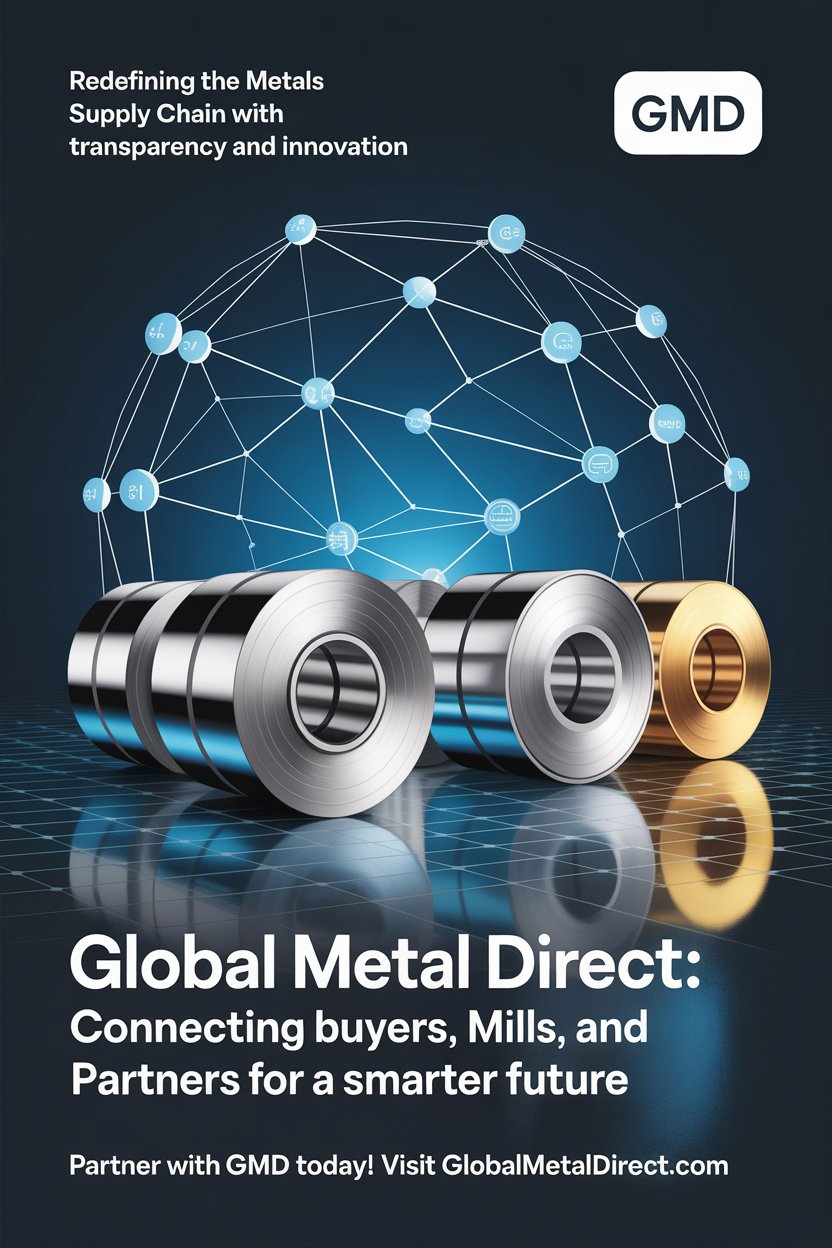 Redefining the Metals
Supply Chain with
transparency and innovation
GMD
Global Metal Direct:
Connecting buyers, Mills, and
Partners for a smarter future
Partner with GMD today! Visit GlobalMetalDirect.com